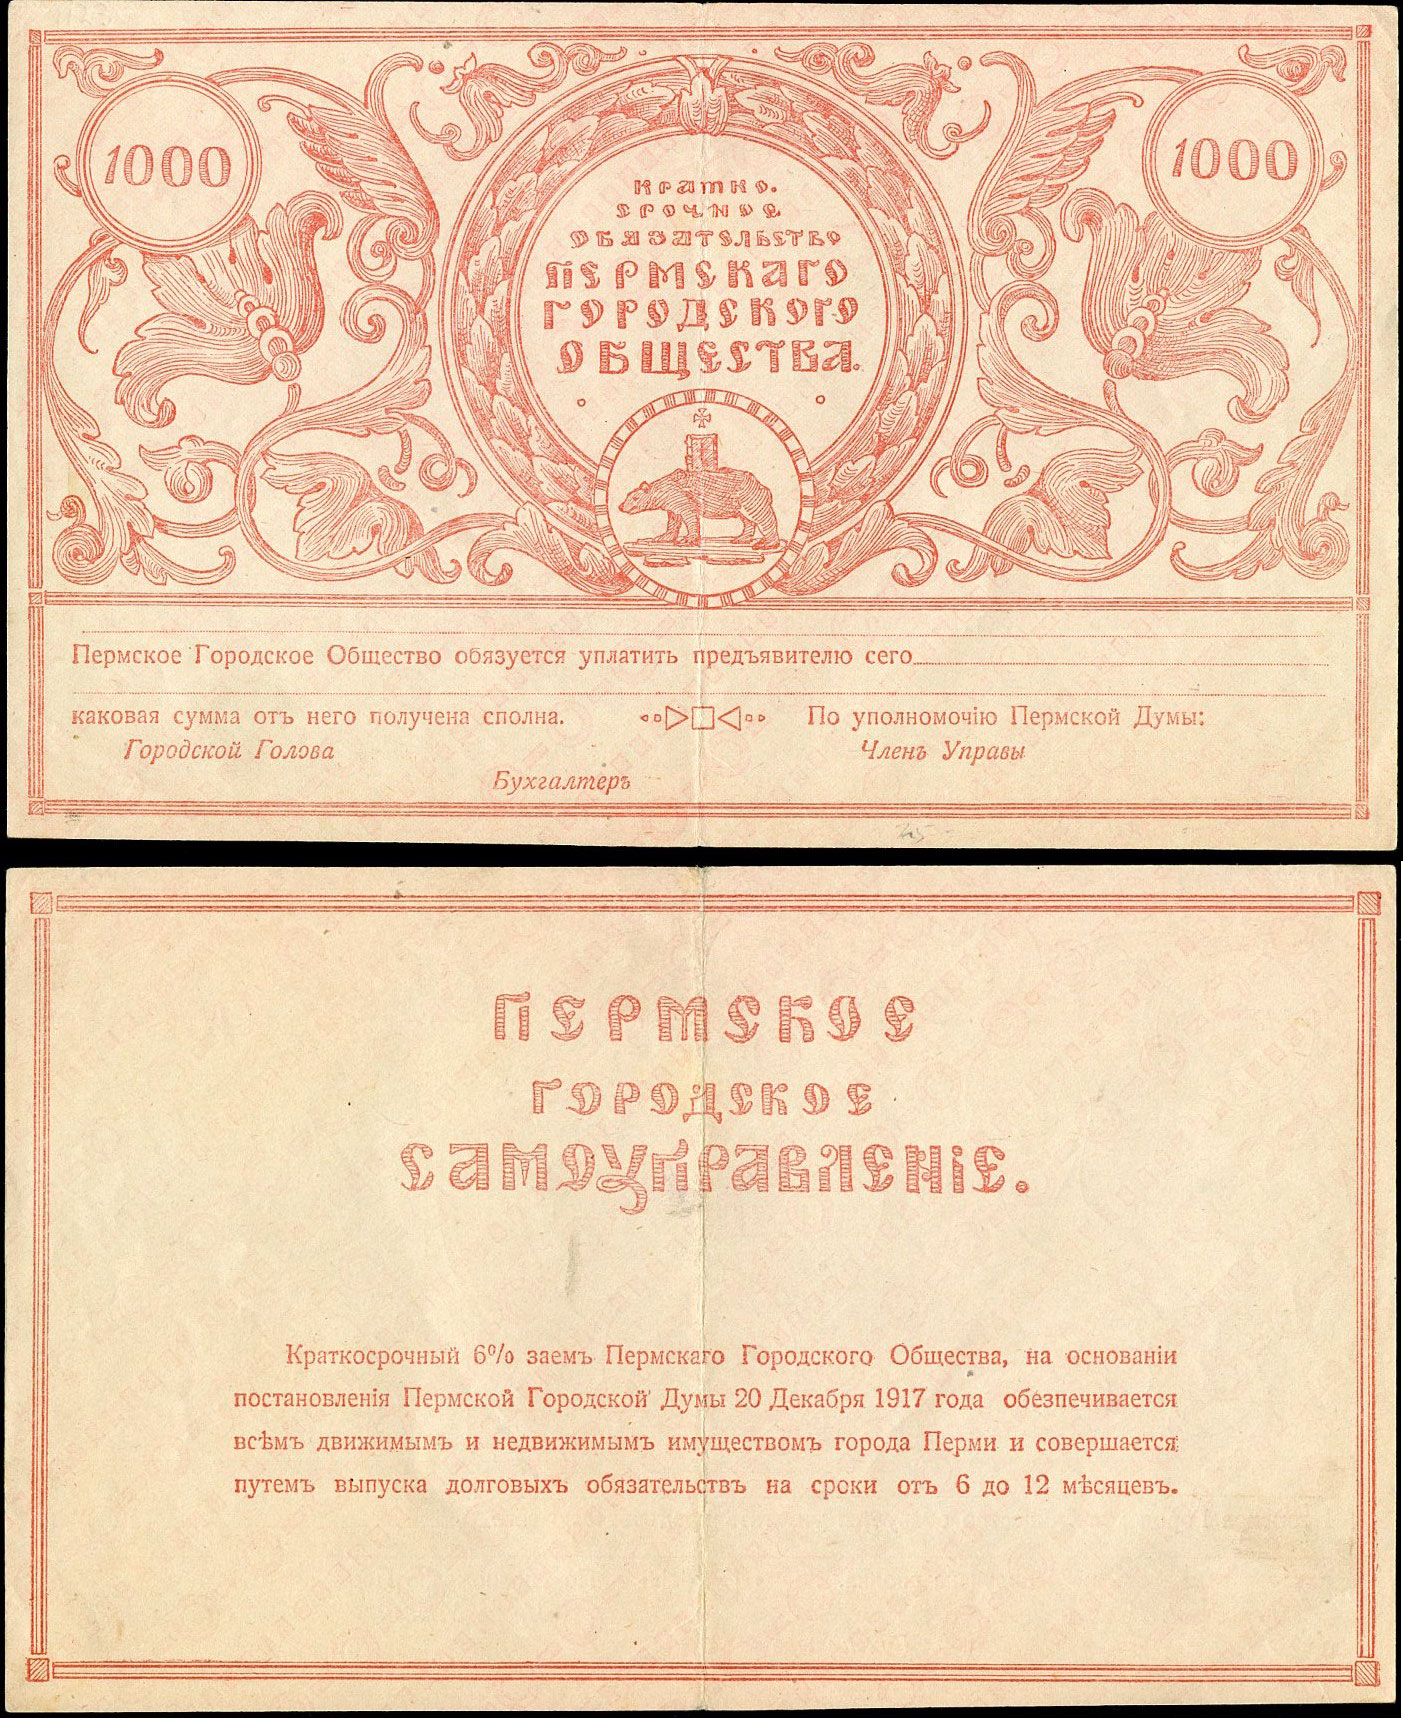 1000
1000
Кратко.
срочное
обязательство
Пермскаго
Городского
Общества.
Пермское Городское Общество обязуется уплатить предъявителю сего
каковая сумма отъ него получена сполна.
По уполномочію Пермской Думы:
Городской Голова
Членъ Управы
Бухгалтеръ
Пермское
Городское
Самоуправленіе.
Краткосрочный 6% заемъ Пермскаго Городского Общества, на основаніи
постановленія Пермской Городской Думы 20 Декабря 1917 года обезпечивается
всѣмъ движимымъ и недвижимымъ имуществомъ города Перми и совершается
путемъ выпуска долговыхъ обязательствъ на сроки отъ 6 до 12 мѣсяцевъ.